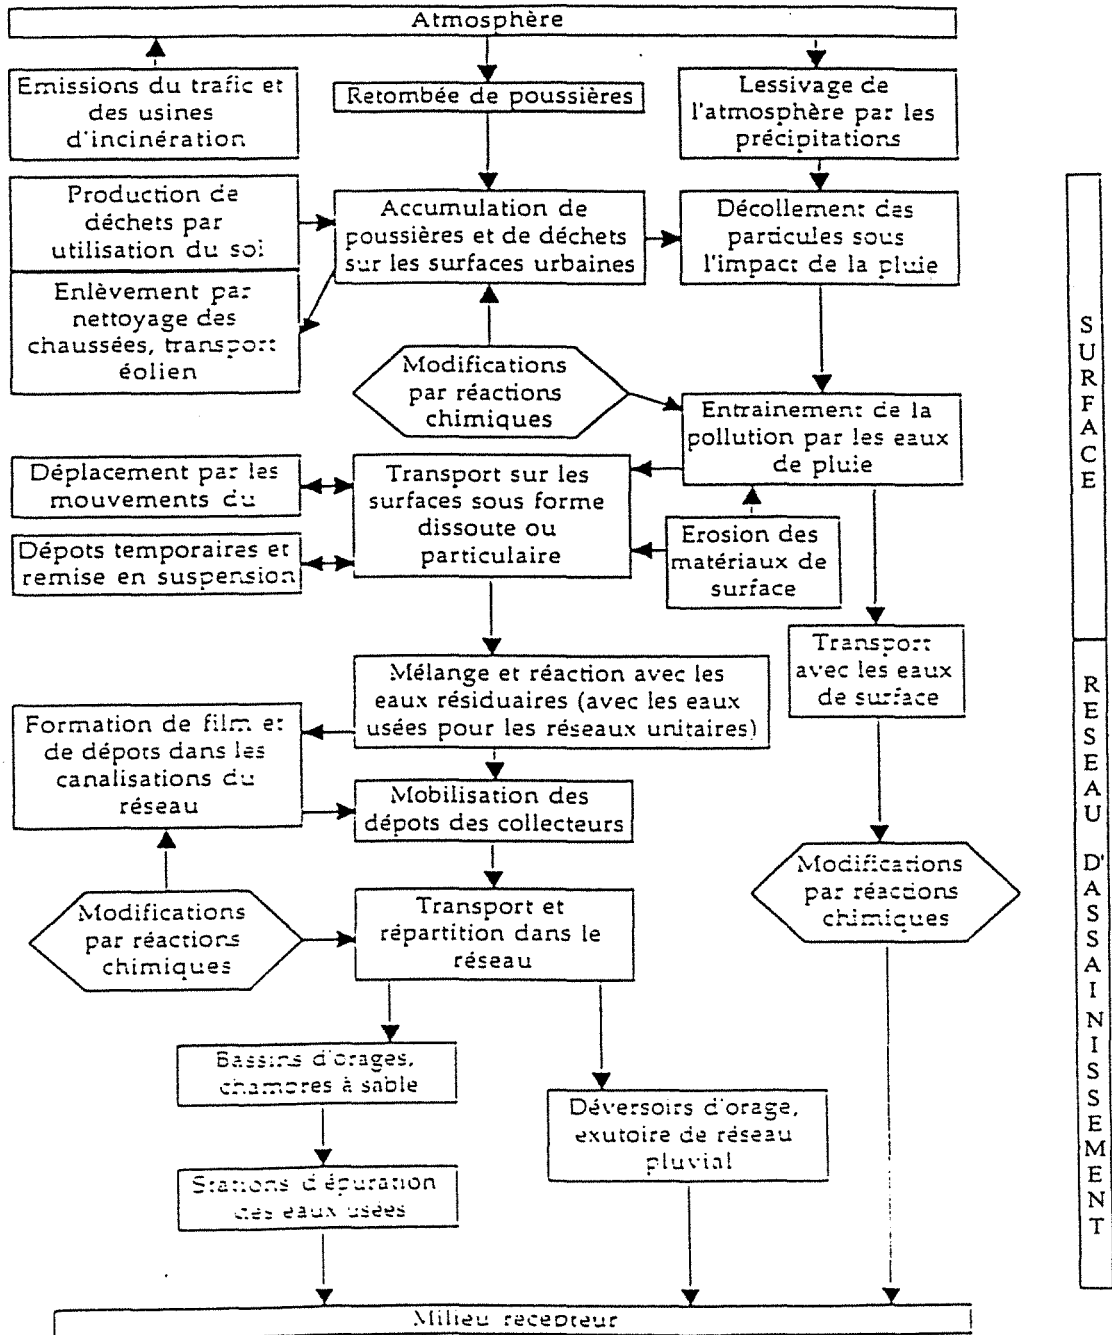 Atmosphère
Emissions du trafic et
des usines
d'incinération
Retombée de poussières
Lessivage de
l'atmosphère par les
précipitations
Production de
déchets par
utilisation du sol
Accumulation de
poussières et de déchets
sur les surfaces urbaines
Décollement des
particules sous
l'impact de la pluie
Enlèvement par
nettoyage des
chaussées, transport
éolien
Modifications
par réactions
chimiques
Entrainement de la
pollution par les eaux
de pluie
Déplacement par les
mouvements du
Transport sur les
surfaces sous forme
dissoute ou
particulaire
Dépots temporaires et
remise en suspension
Erosion des
matériaux de
surface
Transport
avec les eaux
de surface
Mélange et réaction avec les
eaux résiduaires (avec les eaux
usées pour les réseaux unitaires)
Formation de film et
de dépots dans les
canalisations du
réseau
Mobilisation des
dépots des collecteurs
Modifications
par réactions
chimiques
Modifications
par réactions
chimiques
Transport et
répartition dans le
réseau
Bassins d'orages,
chambres à sable
Déversoirs d'orage,
exutoire de réseau
pluvial
Stations d'épuration
des eaux usées
Milieu récepteur
SURFACE
RESEAU D'ASSAINISSEMENT